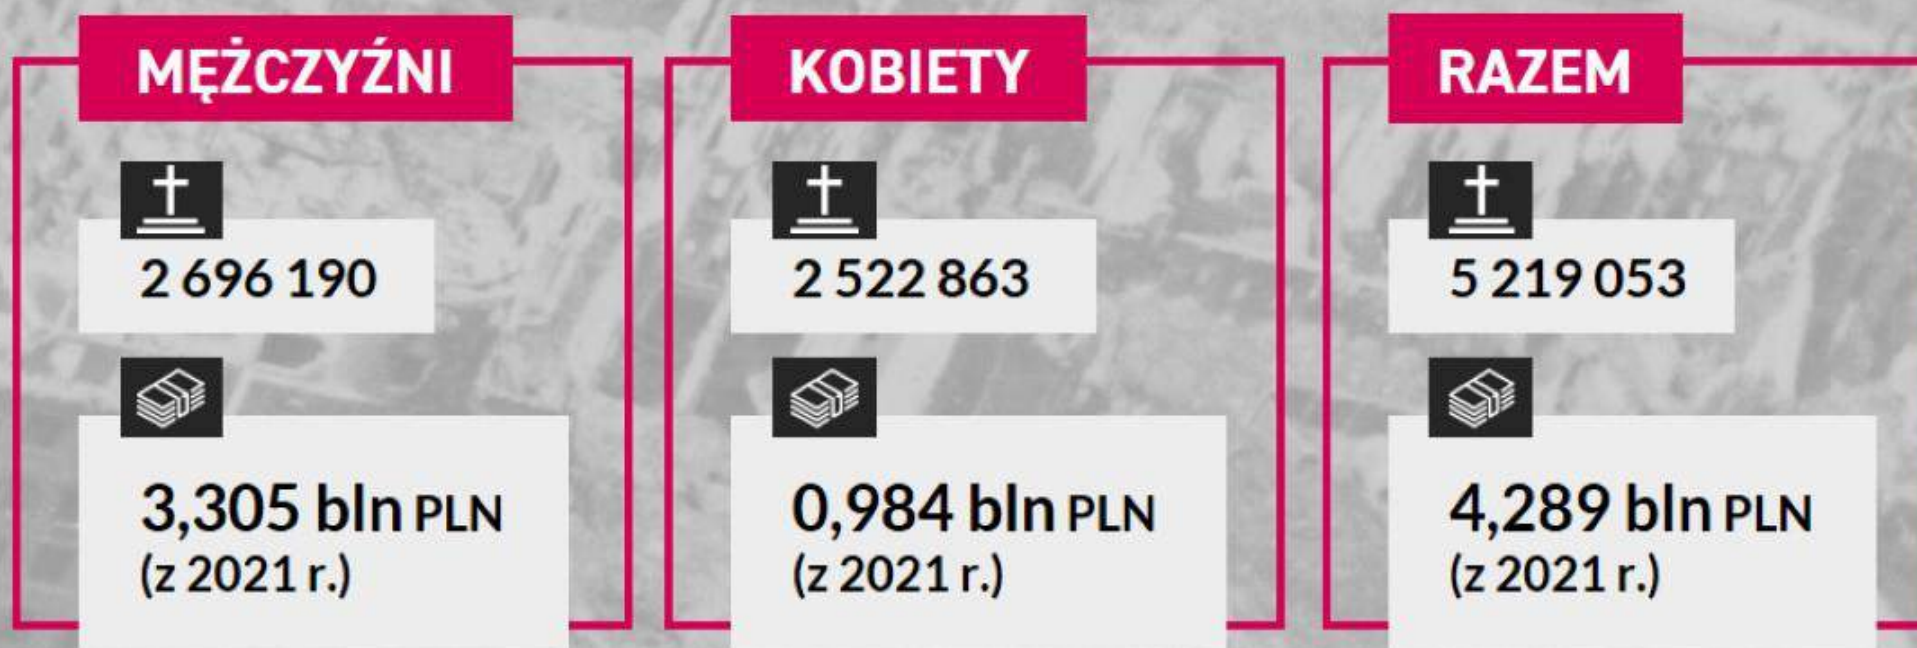 MĘŻCZYŹNI
2 696 190
3,305 bln PLN
(z 2021 r.)
KOBIETY
2 522 863
0,984 bln PLN
(z 2021 r.)
RAZEM
5 219 053
4,289 bln PLN
(z 2021 r.)